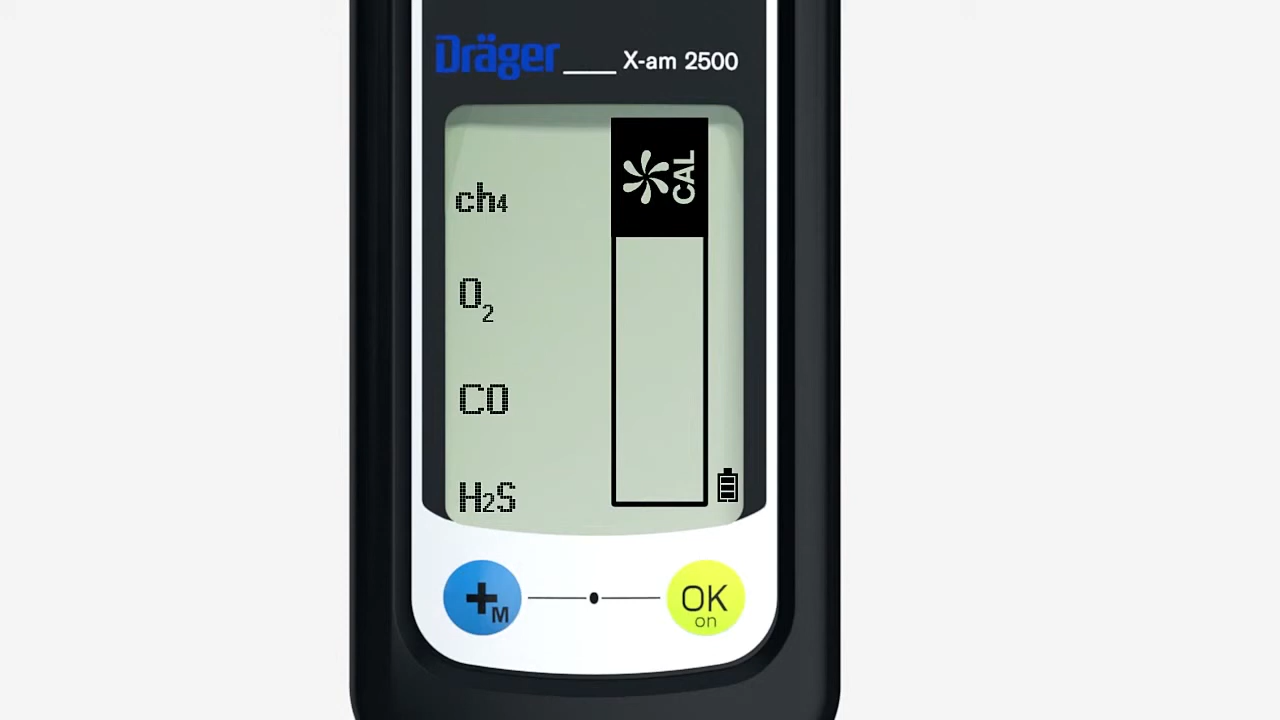 Dräger X-am 2500
CAL
ch₄
O₂
CO
H₂S
+M
OK
on